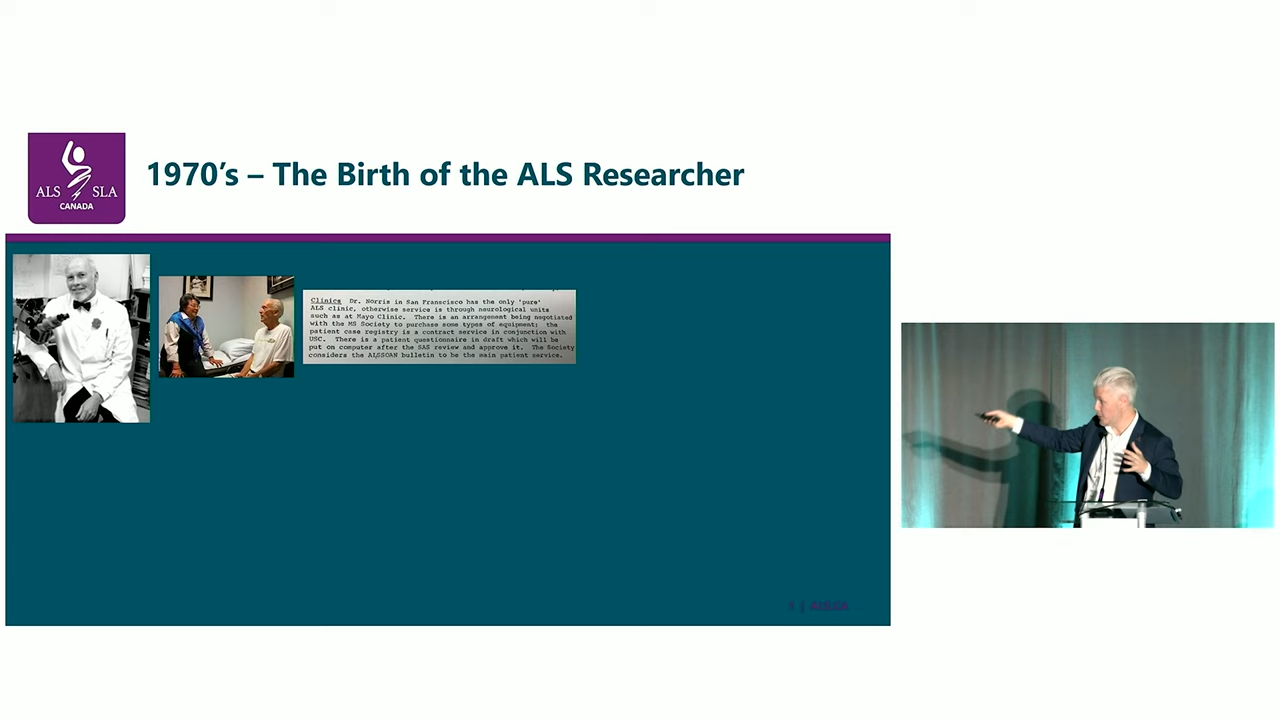 ALS SLA
CANADA
1970's – The Birth of the ALS Researcher
Clinics Dr. Norris in San Francisco has the only 'pure'
ALS clinic, otherwise service is through neurological units
such as at Mayo Clinic. There is an arrangement being negotiated
with the MS Society to purchase some types of equipment; the
patient case registry is a contract service in conjunction with
USC. There is a patient questionnaire in draft which will be
put on computer after the SAS review and approve it. The Society
considers the ALSSOAN bulletin to be the main patient service.
| ALS.CA